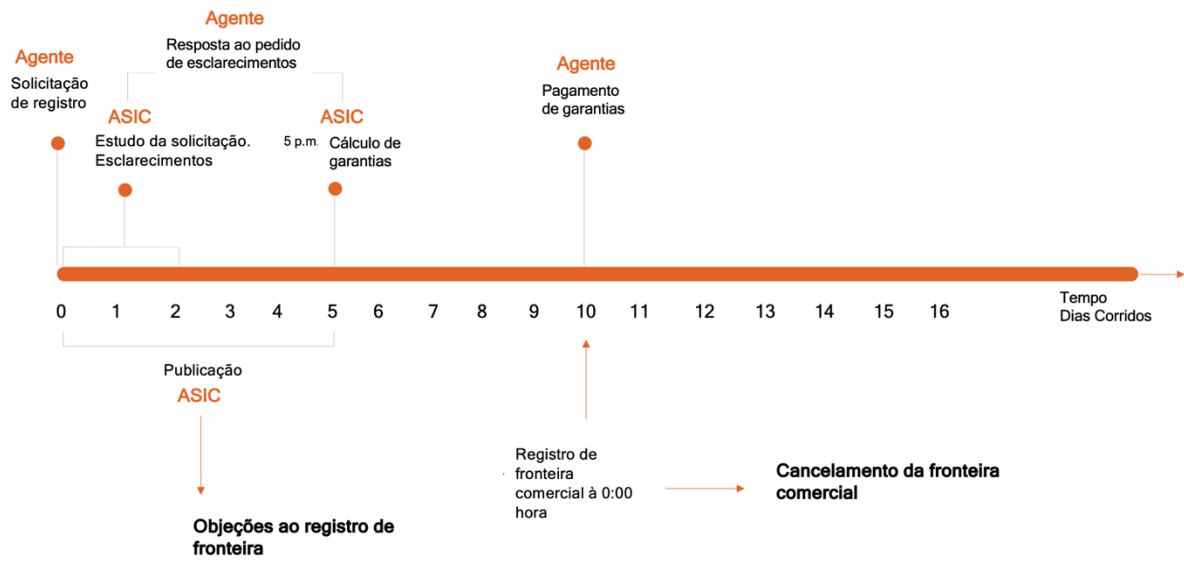 Agente
Resposta ao pedido
de esclarecimentos
Agente
Solicitação
de registro
Agente
Pagamento
de garantias
ASIC
Estudo da solicitação.
Esclarecimentos
ASIC
5 p.m.
Cálculo de
garantias
0 1 2 3 4 5 6 7 8 9 10 11 12 13 14 15 16
Tempo
Dias Corridos
Publicação
ASIC
Objeções ao registro de
fronteira
Registro de
fronteira
comercial à 0:00
hora
Cancelamento da fronteira
comercial